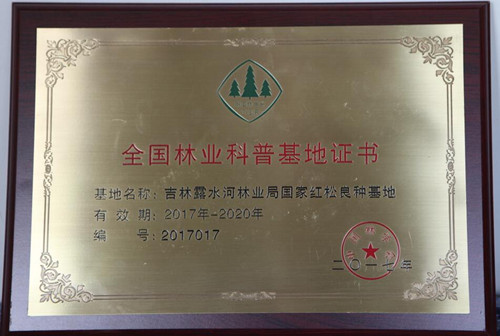 全国林业科普基地证书
基地名称：吉林露水河林业局国家红松良种基地
有 效 期：2017年-2020年
编　　号：2017017
二〇一七年